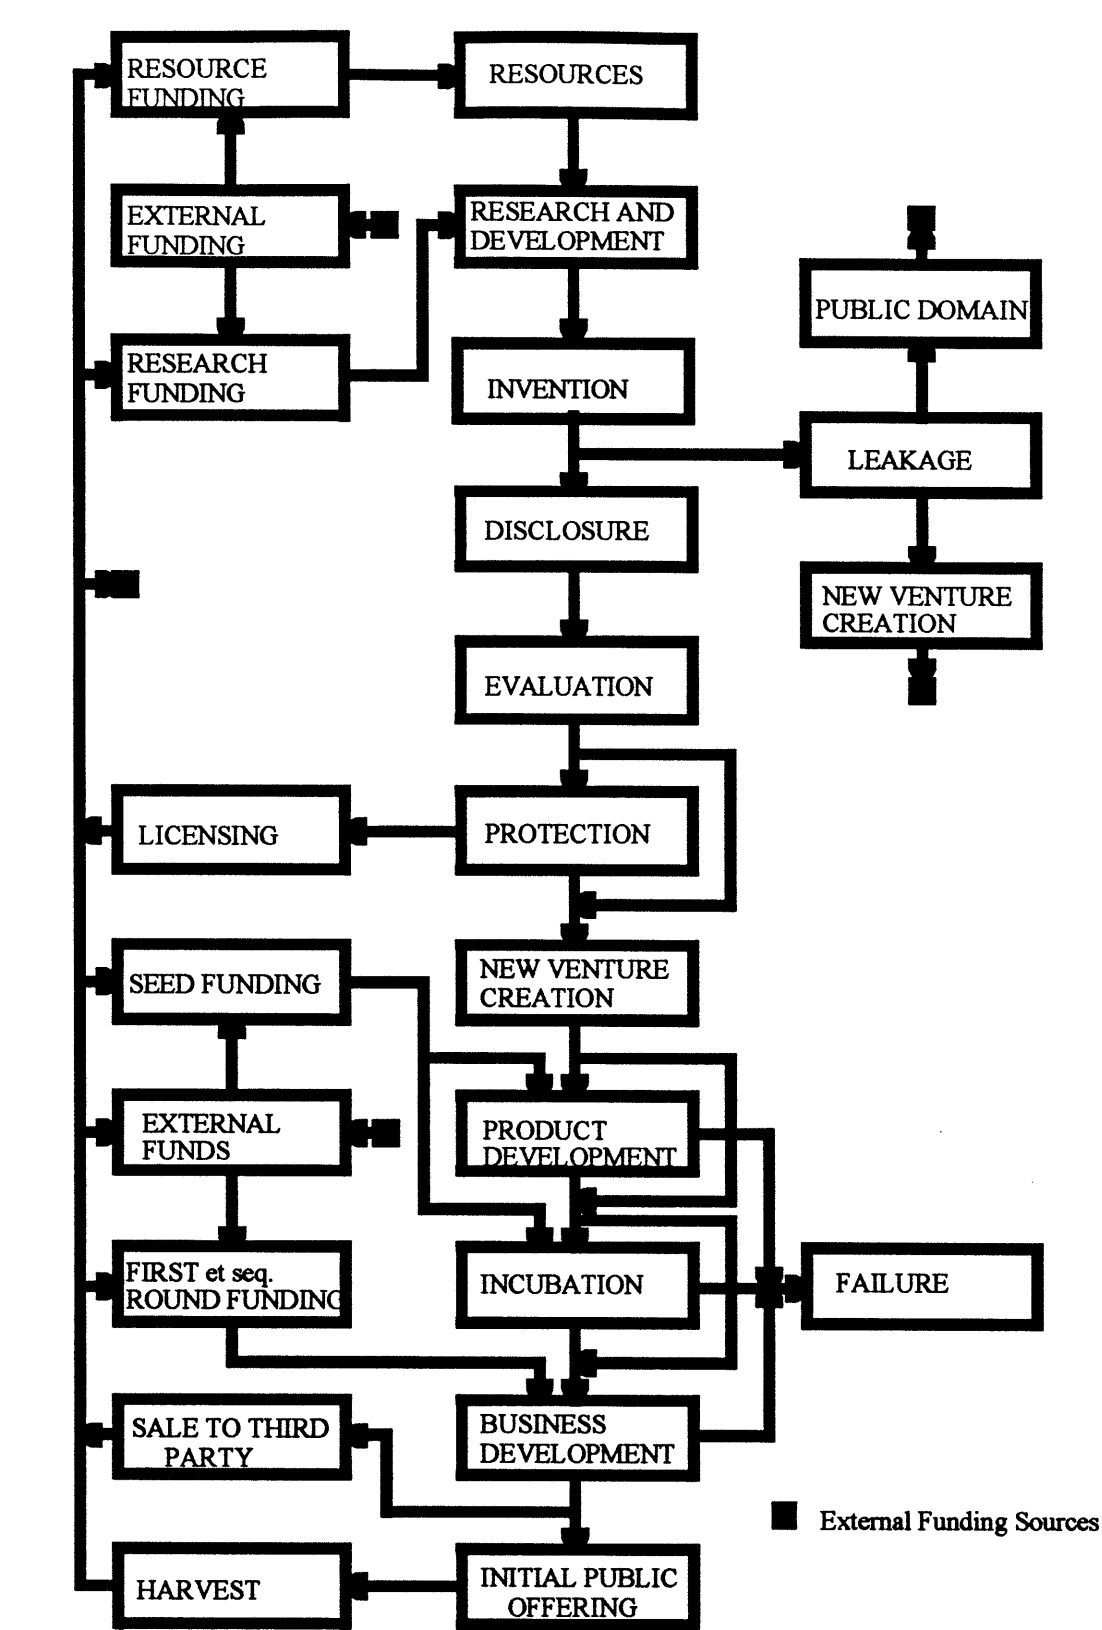 RESOURCE
FUNDING
RESOURCES
EXTERNAL
FUNDING
RESEARCH AND
DEVELOPMENT
RESEARCH
FUNDING
INVENTION
PUBLIC DOMAIN
LEAKAGE
DISCLOSURE
NEW VENTURE
CREATION
EVALUATION
LICENSING
PROTECTION
SEED FUNDING
NEW VENTURE
CREATION
EXTERNAL
FUNDS
PRODUCT
DEVELOPMENT
FIRST et seq.
ROUND FUNDING
INCUBATION
FAILURE
SALE TO THIRD
PARTY
BUSINESS
DEVELOPMENT
External Funding Sources
HARVEST
INITIAL PUBLIC
OFFERING